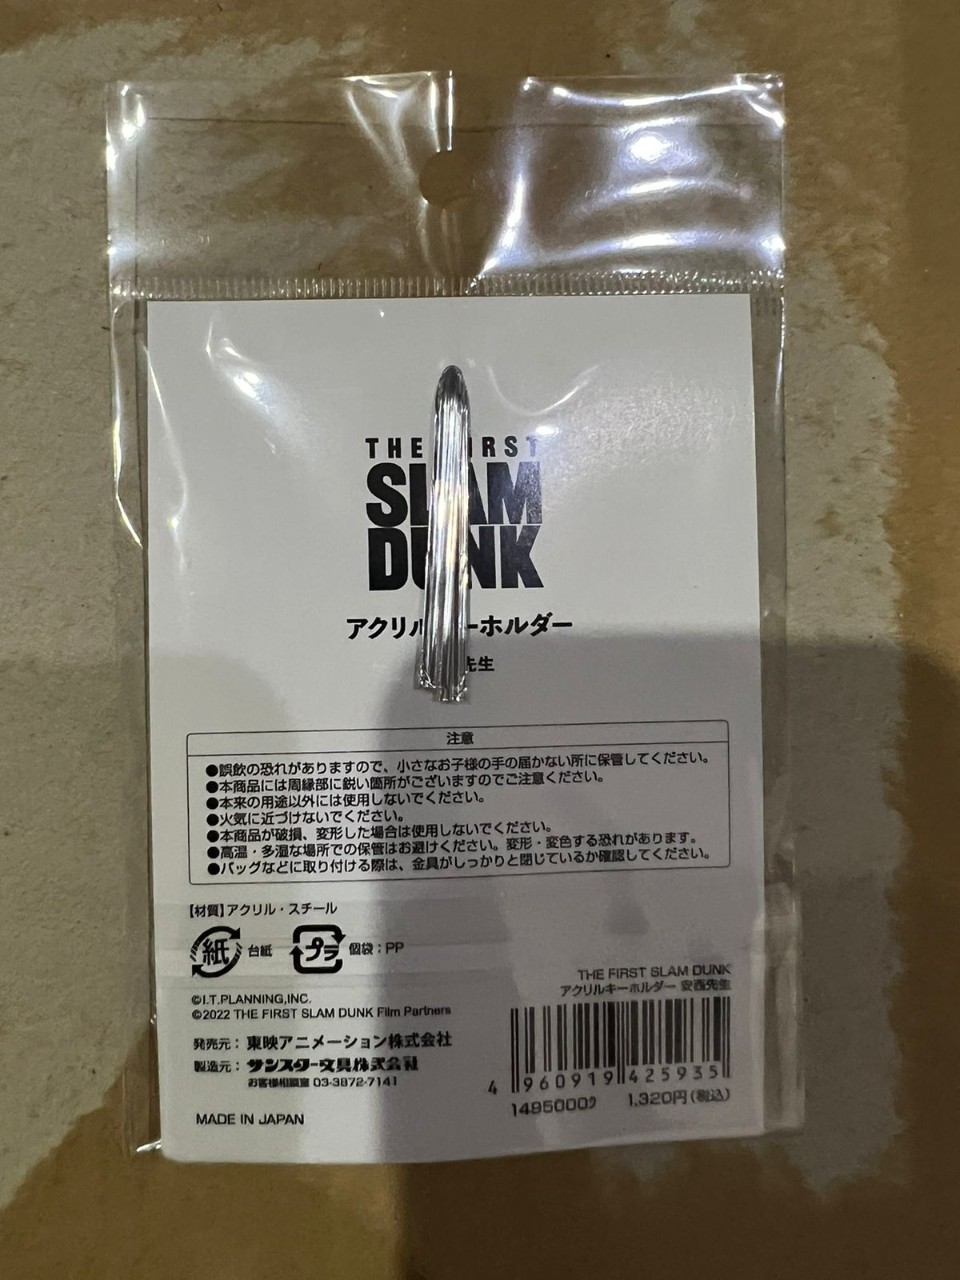 THE FIRST
SLAM
DUNK
アクリルキーホルダー
先生
注意
●誤飲の恐れがありますので、小さなお子様の手の届かない所に保管してください。
●本商品には周縁部に鋭い箇所がございますのでご注意ください。
●本来の用途以外には使用しないでください。
●火気に近づけないでください。
●本商品が破損、変形した場合は使用しないでください。
●高温・多湿な場所での保管はお避けください。変形・変色する恐れがあります。
●バッグなどに取り付ける際は、金具がしっかりと閉じているか確認してください。
【材質】アクリル・スチール
紙 台紙 プラ 個袋：PP
©I.T.PLANNING,INC.
©2022 THE FIRST SLAM DUNK Film Partners
発売元：東映アニメーション株式会社
製造元：サンスター文具株式会社
お客様相談室 03-3872-7141
MADE IN JAPAN
THE FIRST SLAM DUNK
アクリルキーホルダー 安西先生
4 960919 425935
1495000ｸ 1,320円（税込）